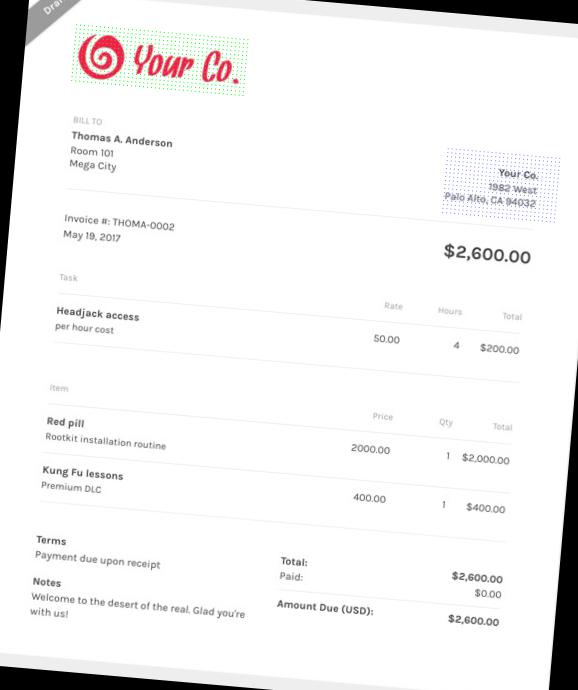 Your Co.
BILL TO
Thomas A. Anderson
Room 101
Mega City
Your Co.
1982 West
Palo Alto, CA 94032
Invoice #: THOMA-0002
May 19, 2017
$2,600.00
Task Rate Hours Total
Headjack access 50.00 4 $200.00
per hour cost
Item Price Qty Total
Red pill 2000.00 1 $2,000.00
Rootkit installation routine
Kung Fu lessons 400.00 1 $400.00
Premium DLC
Terms
Payment due upon receipt
Notes
Welcome to the desert of the real. Glad you're
with us!
Total: $2,600.00
Paid: $0.00
Amount Due (USD): $2,600.00